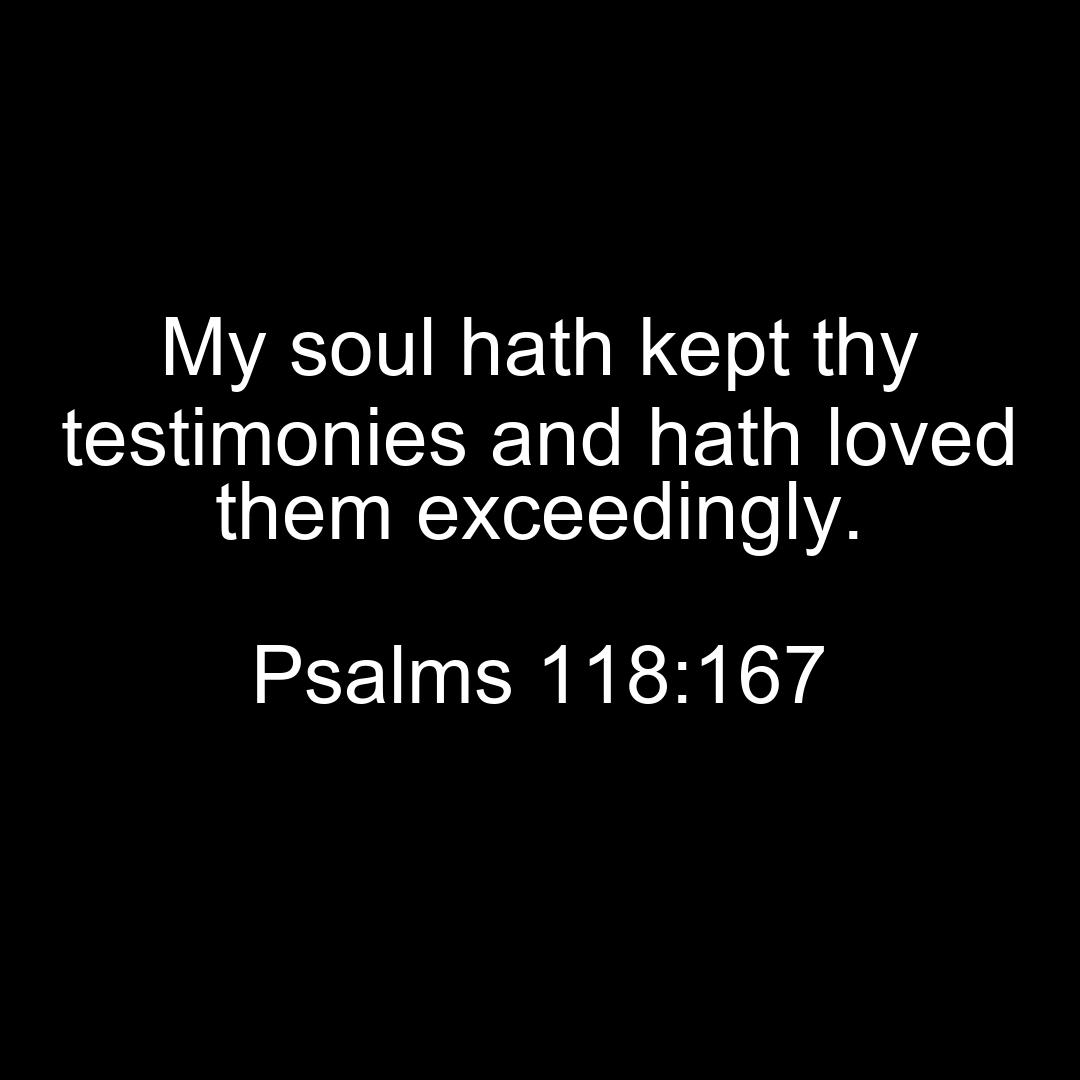 My soul hath kept thy
testimonies and hath loved
them exceedingly.
Psalms 118:167